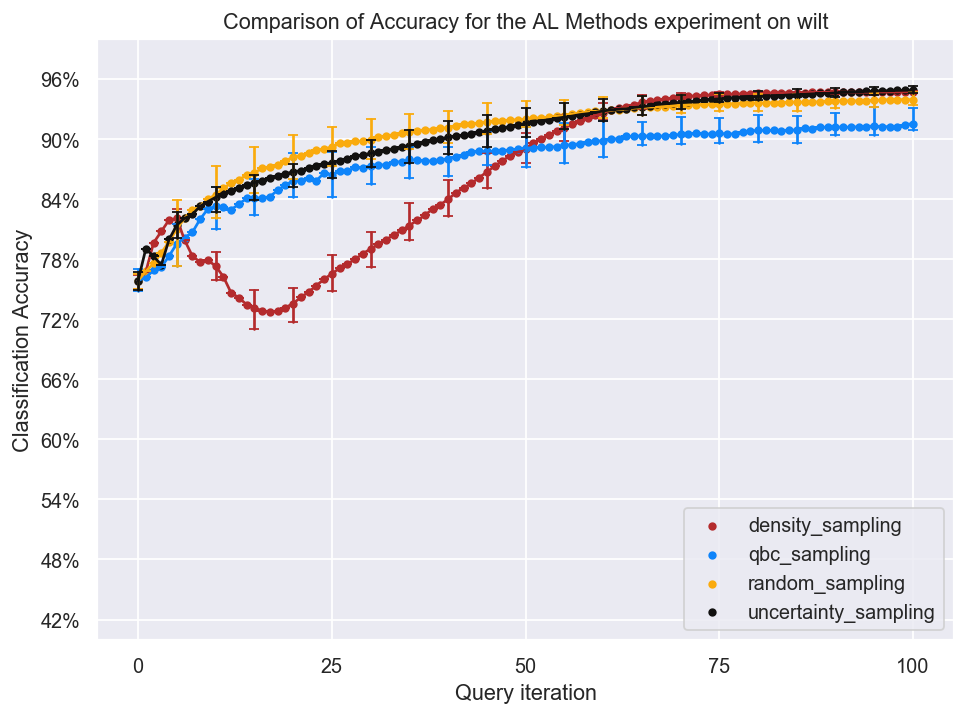 Comparison of Accuracy for the AL Methods experiment on wilt
Classification Accuracy
96%
90%
84%
78%
72%
66%
60%
54%
48%
42%
density_sampling
qbc_sampling
random_sampling
uncertainty_sampling
0 25 50 75 100
Query iteration